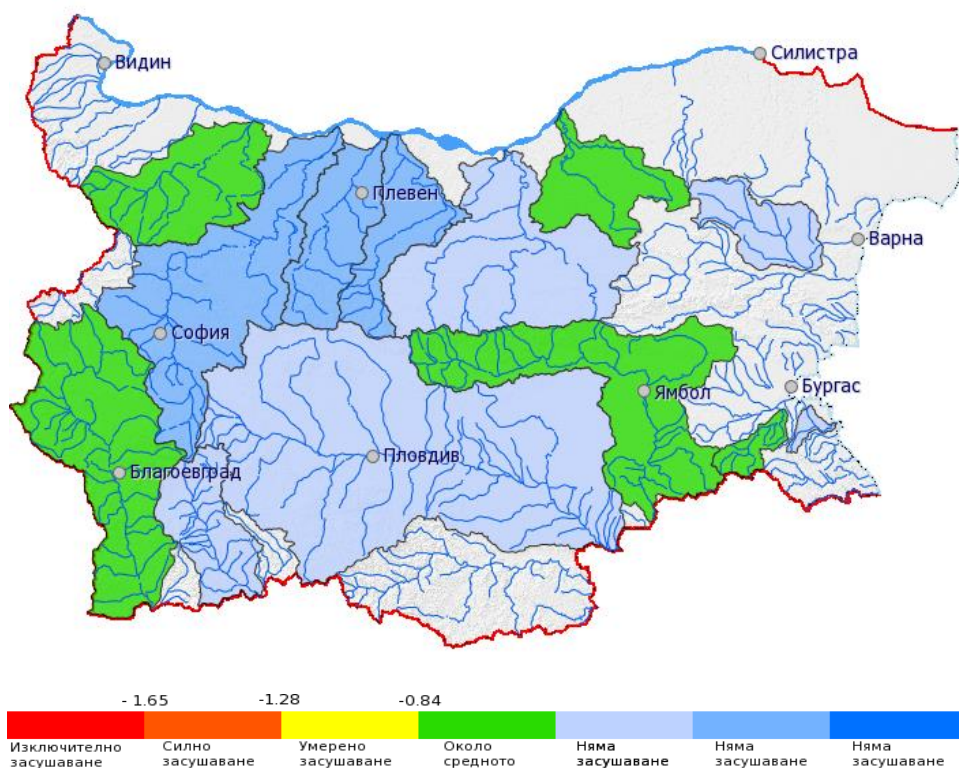 Силистра
Видин
Плевен
Варна
София
Бургас
Ямбол
Пловдив
Благоевград
- 1.65 -1.28 -0.84
Изключително Силно Умерено Около Няма Няма Няма
засушаване засушаване засушаване средното засушаване засушаване засушаване